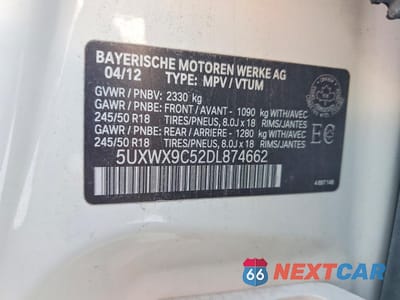 BAYERISCHE MOTOREN WERKE AG
04/12 TYPE: MPV / VTUM
GVWR / PNBV: 2330 kg
GAWR / PNBE: FRONT / AVANT - 1090 kg WITH/AVEC
245/50 R18 TIRES/PNEUS, 8.0J x 18 RIMS/JANTES
GAWR / PNBE: REAR / ARRIERE - 1280 kg WITH/AVEC
245/50 R18 TIRES/PNEUS, 8.0J x 18 RIMS/JANTES
EC
5UXWX9C52DL874662
66 NEXTCAR